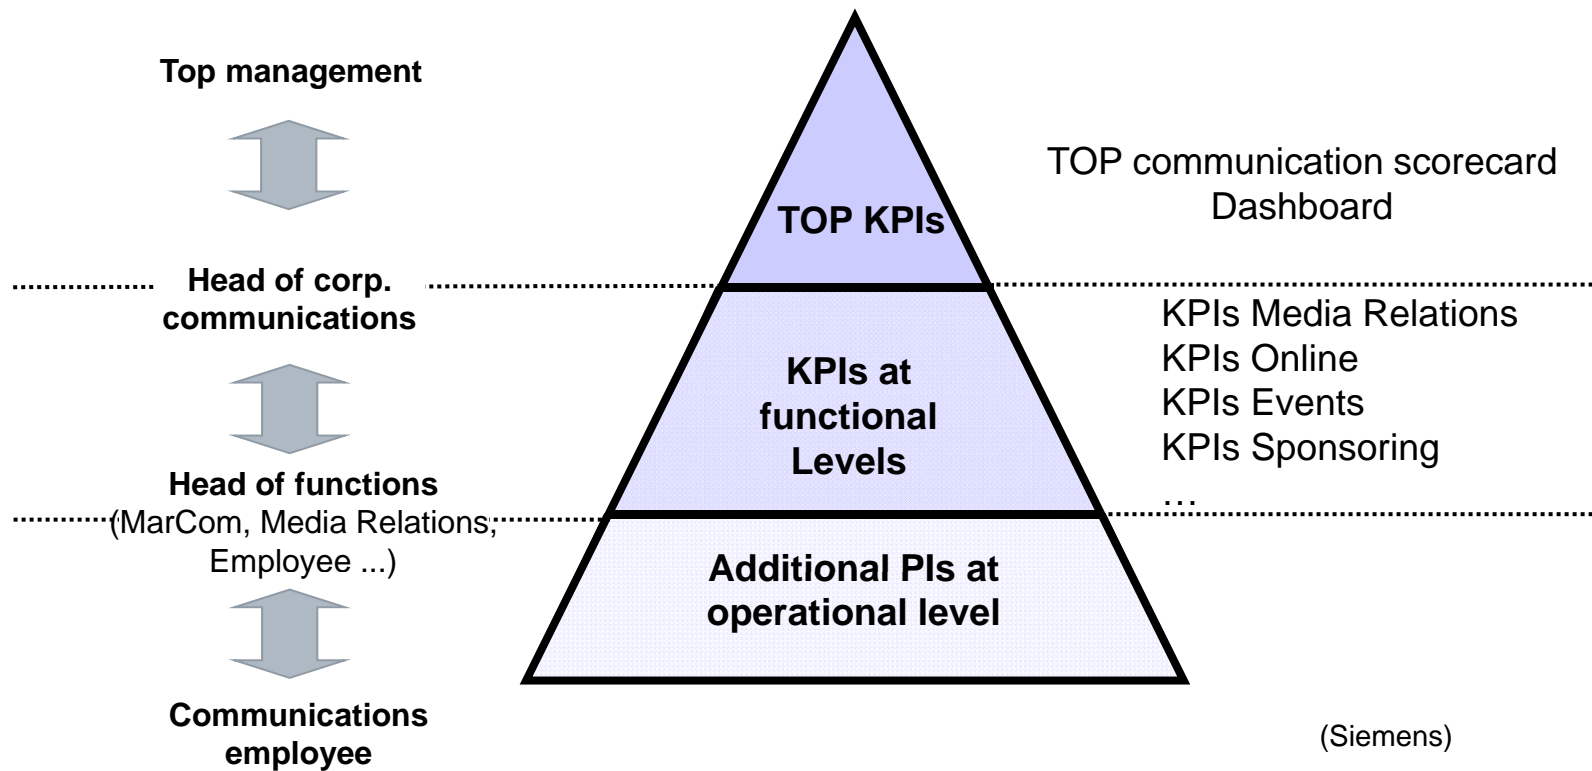 Top management
TOP communication scorecard
Dashboard
TOP KPIs
Head of corp.
communications
KPIs Media Relations
KPIs Online
KPIs Events
KPIs Sponsoring
…
KPIs at
functional
Levels
Head of functions
(MarCom, Media Relations,
Employee ...)
Additional PIs at
operational level
Communications
employee
(Siemens)